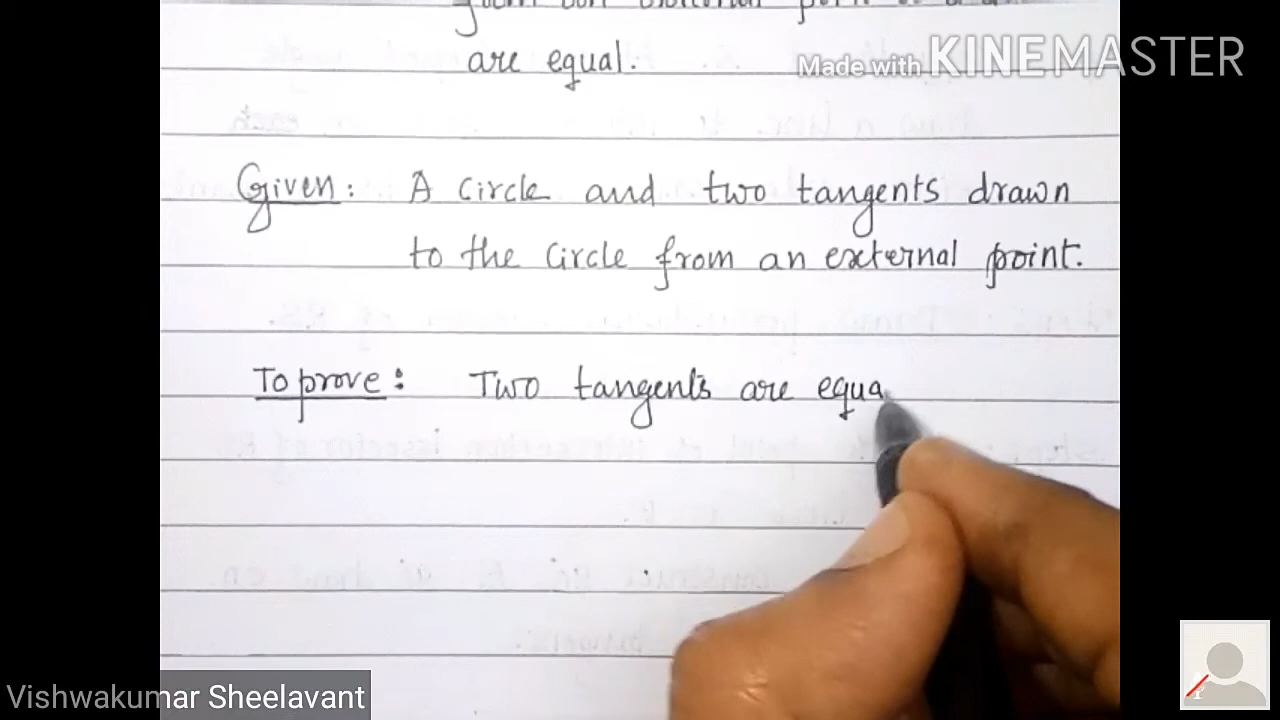 Made with KINEMASTER
are equal.
Given: A circle and two tangents drawn
to the circle from an external point.
To prove: Two tangents are equa
Vishwakumar Sheelavant